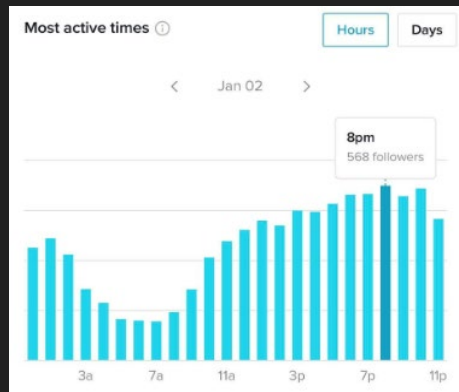 Most active times
Hours Days
Jan 02
8pm
568 followers
3a 7a 11a 3p 7p 11p